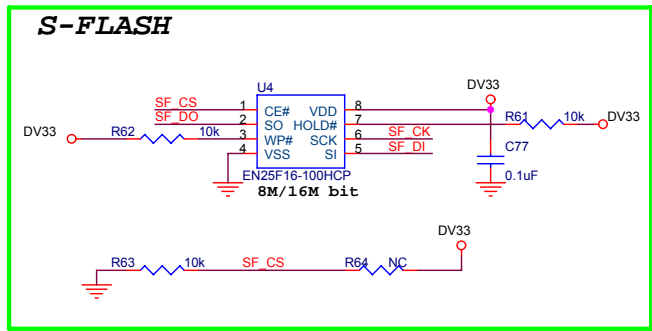 S-FLASH
U4
DV33
SF_CS 1 CE# VDD 8
SF_DO 2 SO HOLD# 7 R61 10k DV33
DV33 R62 10k 3 WP# SCK 6 SF_CK
4 VSS SI 5 SF_DI
C77
EN25F16-100HCP
0.1uF
8M/16M bit
DV33
R63 10k SF_CS R64 NC